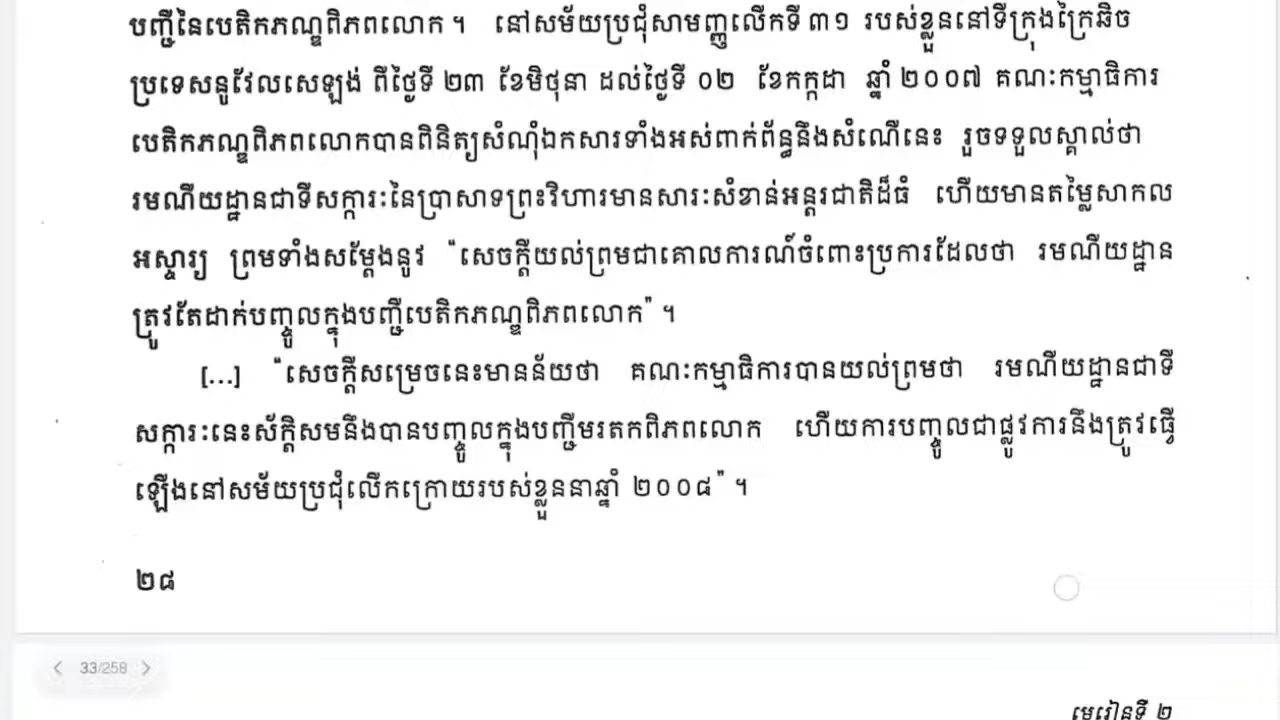 បញ្ជីនៃបេតិកភណ្ឌពិភពលោក ។ នៅសម័យប្រជុំសាមញ្ញលើកទី ៣១ របស់ខ្លួននៅទីក្រុងក្រៃឆិច
ប្រទេសនូវែលសេឡង់ ពីថ្ងៃទី ២៣ ខែមិថុនា ដល់ថ្ងៃទី ០២ ខែកក្កដា ឆ្នាំ ២០០៧ គណៈកម្មាធិការ
បេតិកភណ្ឌពិភពលោកបានពិនិត្យសំណុំឯកសារទាំងអស់ពាក់ព័ន្ធនឹងសំណើនេះ រួចទទួលស្គាល់ថា
រមណីយដ្ឋានជាទីសក្ការៈនៃប្រាសាទព្រះវិហារមានសារៈសំខាន់អន្តរជាតិដ៏ធំ ហើយមានតម្លៃសាកល
អស្ចារ្យ ព្រមទាំងសម្តែងនូវ “សេចក្តីយល់ព្រមជាគោលការណ៍ចំពោះប្រការដែលថា រមណីយដ្ឋាន
ត្រូវតែដាក់បញ្ចូលក្នុងបញ្ជីបេតិកភណ្ឌពិភពលោក” ។
[...] “សេចក្តីសម្រេចនេះមានន័យថា គណៈកម្មាធិការបានយល់ព្រមថា រមណីយដ្ឋានជាទី
សក្ការៈនេះស័ក្តិសមនឹងបានបញ្ចូលក្នុងបញ្ជីមរតកពិភពលោក ហើយការបញ្ចូលជាផ្លូវការនឹងត្រូវធ្វើ
ឡើងនៅសម័យប្រជុំលើកក្រោយរបស់ខ្លួននាឆ្នាំ ២០០៨” ។
២៨
33/258
មេរៀនទី ២